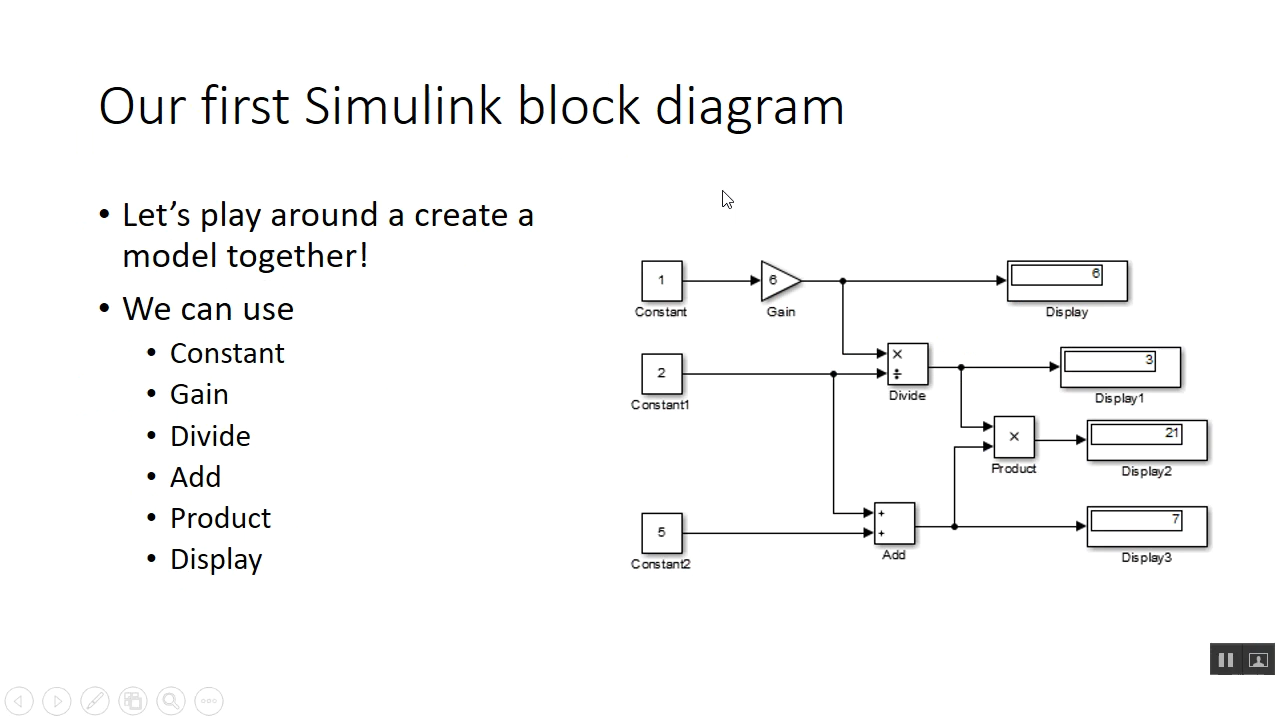 Our first Simulink block diagram
• Let’s play around a create a
model together!
• We can use
• Constant
• Gain
• Divide
• Add
• Product
• Display
1
Constant
6
Gain
6
Display
2
Constant1
×
÷
Divide
3
Display1
×
Product
21
Display2
5
Constant2
+
+
Add
7
Display3